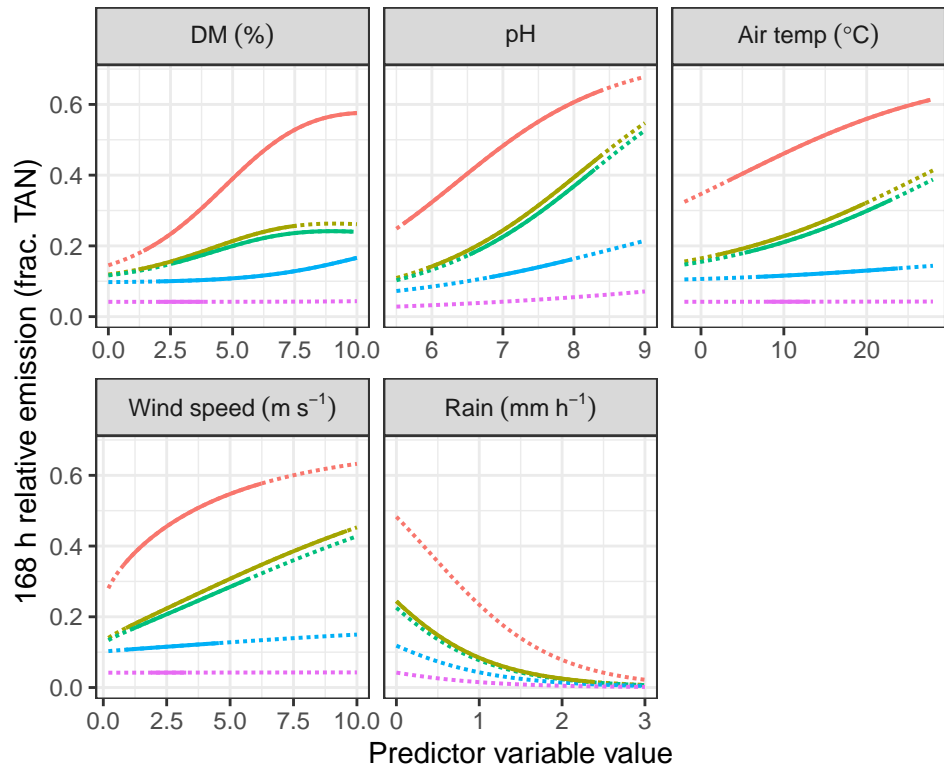 DM (%)
pH
Air temp (°C)
168 h relative emission (frac. TAN)
0.6
0.4
0.2
0.0
0.0 2.5 5.0 7.5 10.0
6 7 8 9
0 10 20
Wind speed (m s⁻¹)
Rain (mm h⁻¹)
0.6
0.4
0.2
0.0
0.0 2.5 5.0 7.5 10.0
0 1 2 3
Predictor variable value